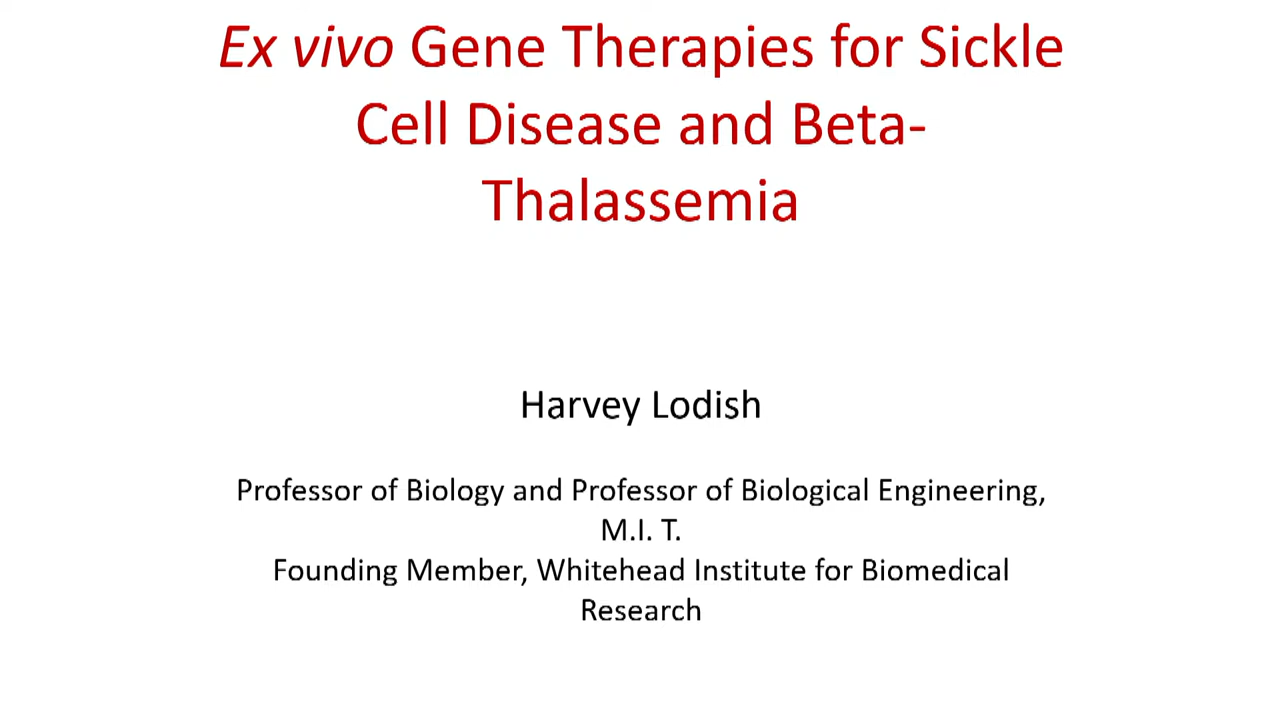 Ex vivo Gene Therapies for Sickle
Cell Disease and Beta-
Thalassemia
Harvey Lodish
Professor of Biology and Professor of Biological Engineering,
M.I. T.
Founding Member, Whitehead Institute for Biomedical
Research